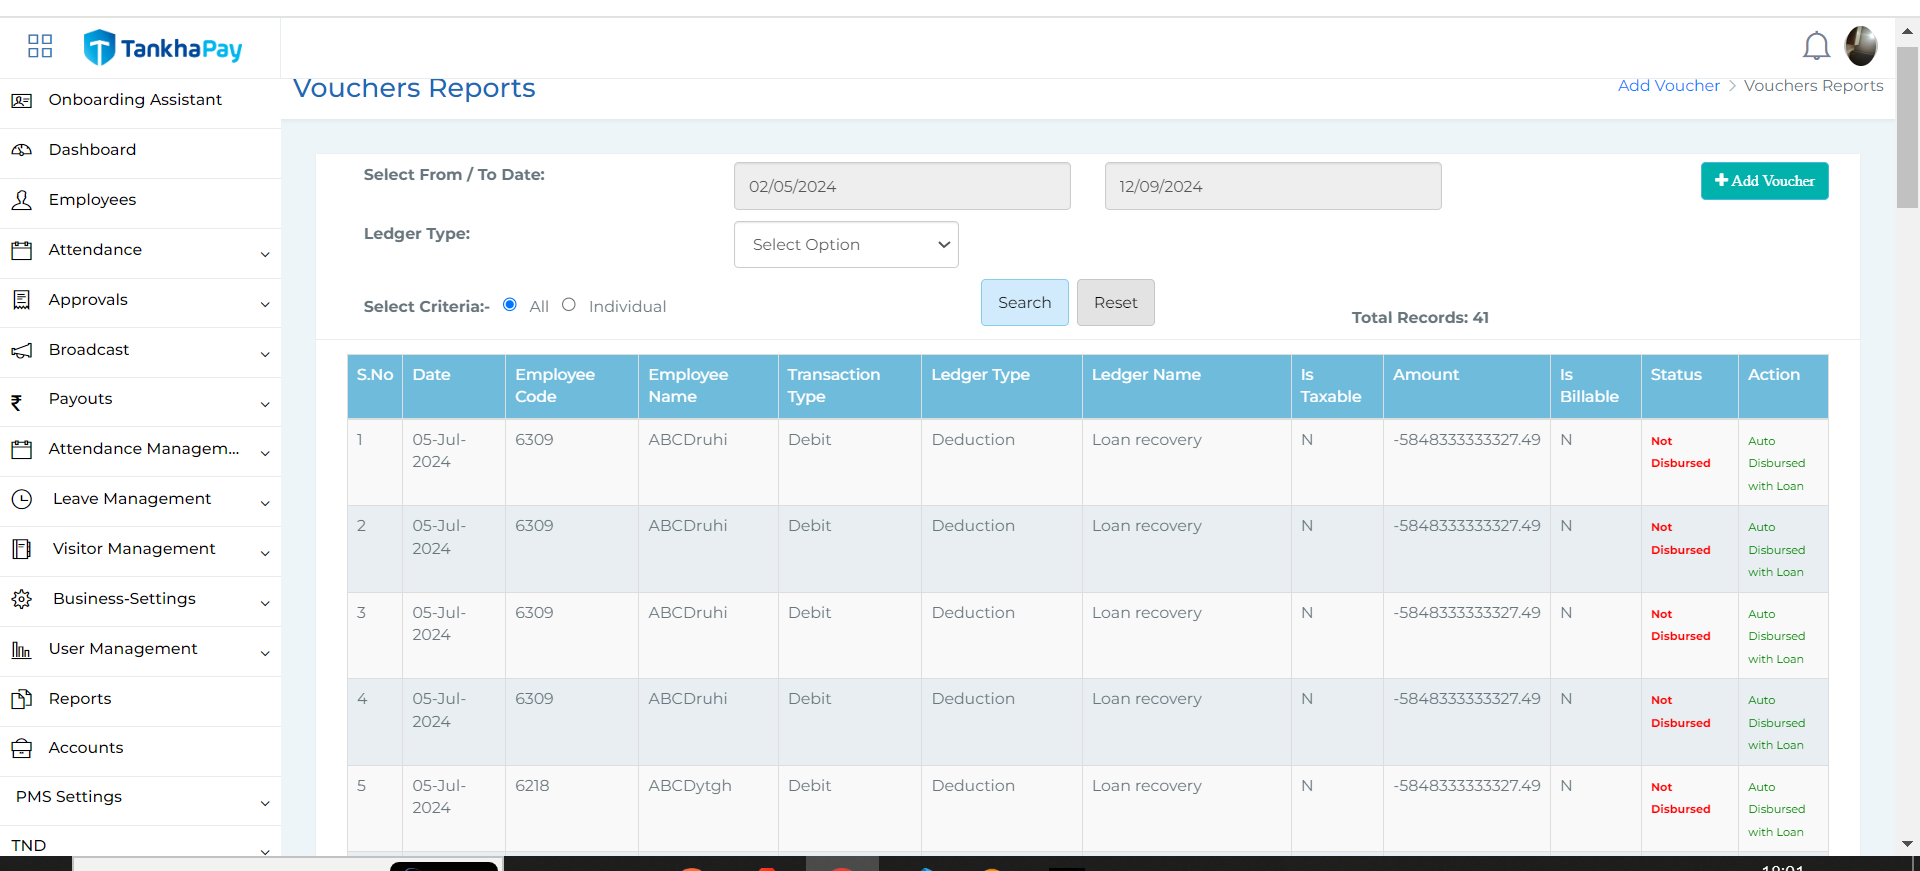 TankhaPay
Onboarding Assistant
Dashboard
Employees
Attendance
Approvals
Broadcast
Payouts
Attendance Managem...
Leave Management
Visitor Management
Business-Settings
User Management
Reports
Accounts
PMS Settings
TND
Vouchers Reports
Add Voucher > Vouchers Reports
Select From / To Date:
02/05/2024
12/09/2024
Add Voucher
Ledger Type:
Select Option
Select Criteria:- All Individual
Search
Reset
Total Records: 41
S.No Date Employee Code Employee Name Transaction Type Ledger Type Ledger Name Is Taxable Amount Is Billable Status Action
1 05-Jul-2024 6309 ABCDruhi Debit Deduction Loan recovery N -5848333333327.49 N Not Disbursed Auto Disbursed with Loan
2 05-Jul-2024 6309 ABCDruhi Debit Deduction Loan recovery N -5848333333327.49 N Not Disbursed Auto Disbursed with Loan
3 05-Jul-2024 6309 ABCDruhi Debit Deduction Loan recovery N -5848333333327.49 N Not Disbursed Auto Disbursed with Loan
4 05-Jul-2024 6309 ABCDruhi Debit Deduction Loan recovery N -5848333333327.49 N Not Disbursed Auto Disbursed with Loan
5 05-Jul-2024 6218 ABCDytgh Debit Deduction Loan recovery N -5848333333327.49 N Not Disbursed Auto Disbursed with Loan